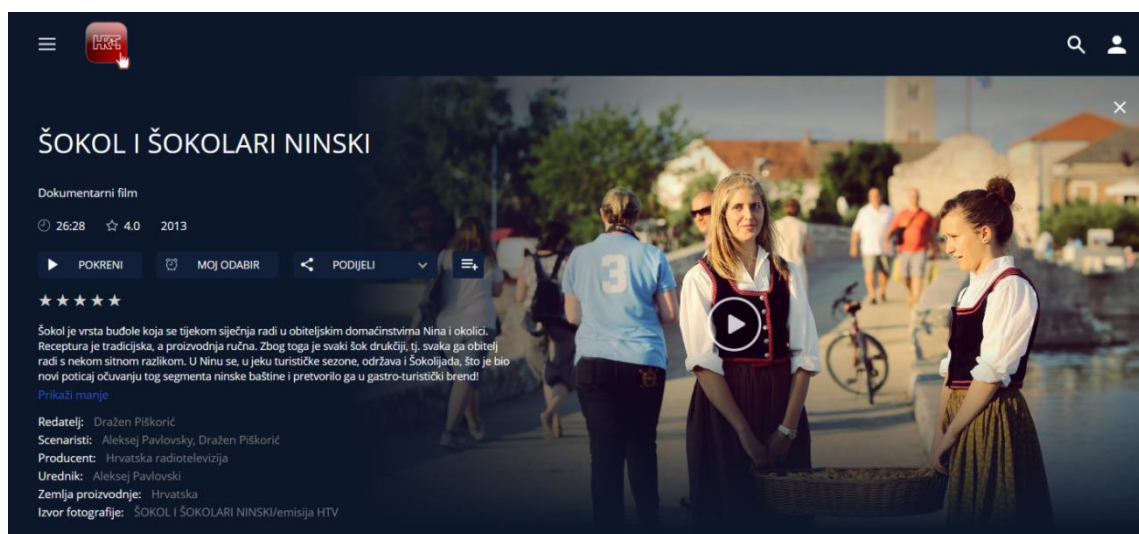 HRT
ŠOKOL I ŠOKOLARI NINSKI
Dokumentarni film
26:28 4.0 2013
POKRENI MOJ ODABIR PODIJELI
Šokol je vrsta buđole koja se tijekom siječnja radi u obiteljskim domaćinstvima Nina i okolici.
Receptura je tradicijska, a proizvodnja ručna. Zbog toga je svaki šok drukčiji, tj. svaka ga obitelj
radi s nekom sitnom razlikom. U Ninu se, u jeku turističke sezone, održava i Šokolijada, što je bio
novi poticaj očuvanju tog segmenta ninske baštine i pretvorilo ga u gastro-turistički brend!
Prikaži manje
Redatelj: Dražen Piškorić
Scenaristi: Aleksej Pavlovsky, Dražen Piškorić
Producent: Hrvatska radiotelevizija
Urednik: Aleksej Pavlovski
Zemlja proizvodnje: Hrvatska
Izvor fotografije: ŠOKOL I ŠOKOLARI NINSKI/emisija HTV
3